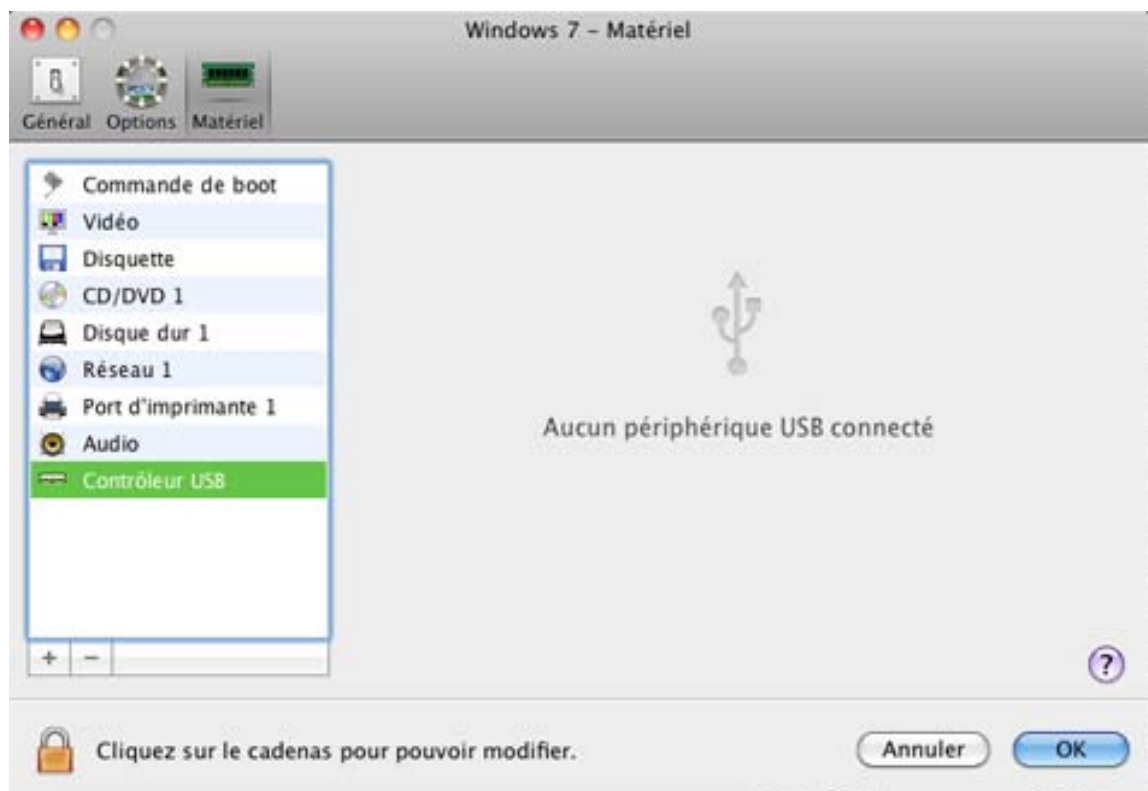 Windows 7 – Matériel
Général Options Matériel
Commande de boot
Vidéo
Disquette
CD/DVD 1
Disque dur 1
Réseau 1
Port d'imprimante 1
Audio
Contrôleur USB
Aucun périphérique USB connecté
+ −
?
Cliquez sur le cadenas pour pouvoir modifier.
Annuler OK